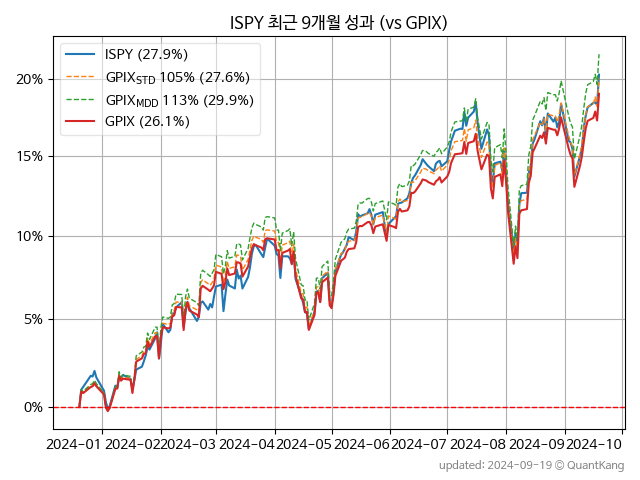 ISPY 최근 9개월 성과 (vs GPIX)
ISPY (27.9%)
GPIX_STD 105% (27.6%)
GPIX_MDD 113% (29.9%)
GPIX (26.1%)
20%
15%
10%
5%
0%
2024-01 2024-02 2024-03 2024-04 2024-05 2024-06 2024-07 2024-08 2024-09 2024-10
updated: 2024-09-19 © QuantKang